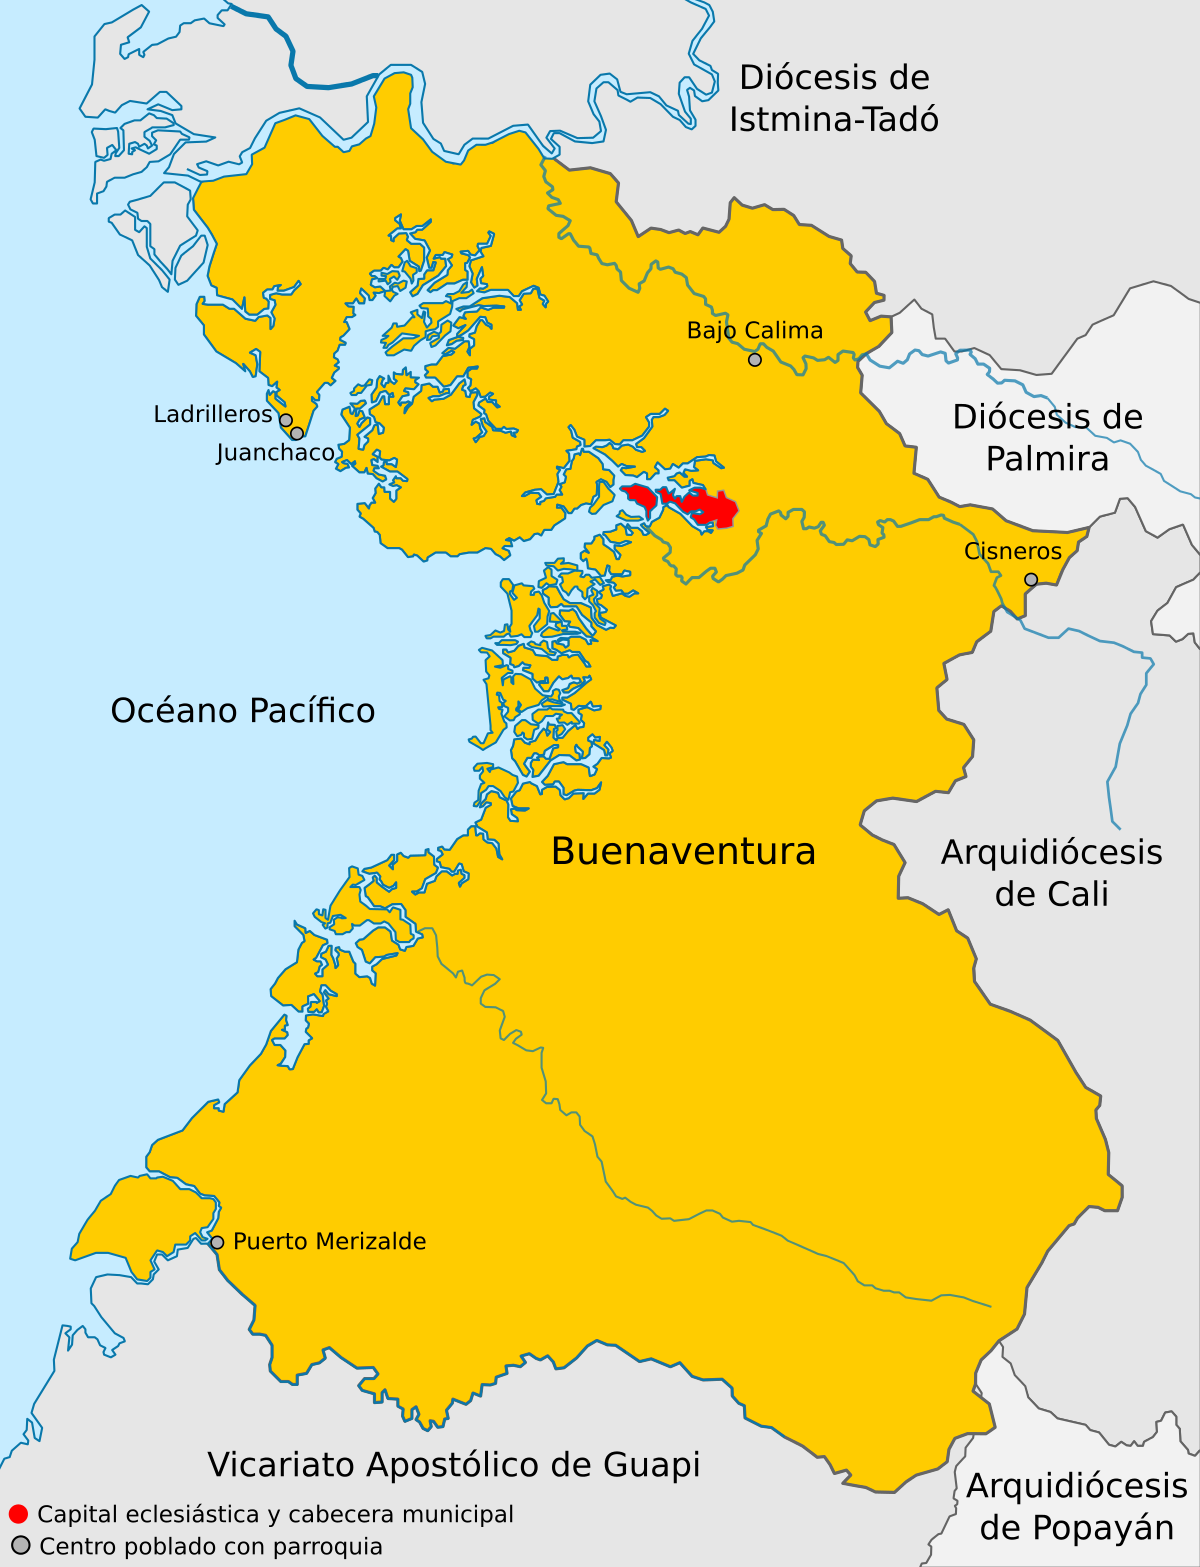 Diócesis de
Istmina-Tadó
Bajo Calima
Ladrilleros
Juanchaco
Diócesis de
Palmira
Cisneros
Océano Pacífico
Buenaventura
Arquidiócesis
de Cali
Puerto Merizalde
Vicariato Apostólico de Guapi
Arquidiócesis
de Popayán
Capital eclesiástica y cabecera municipal
Centro poblado con parroquia